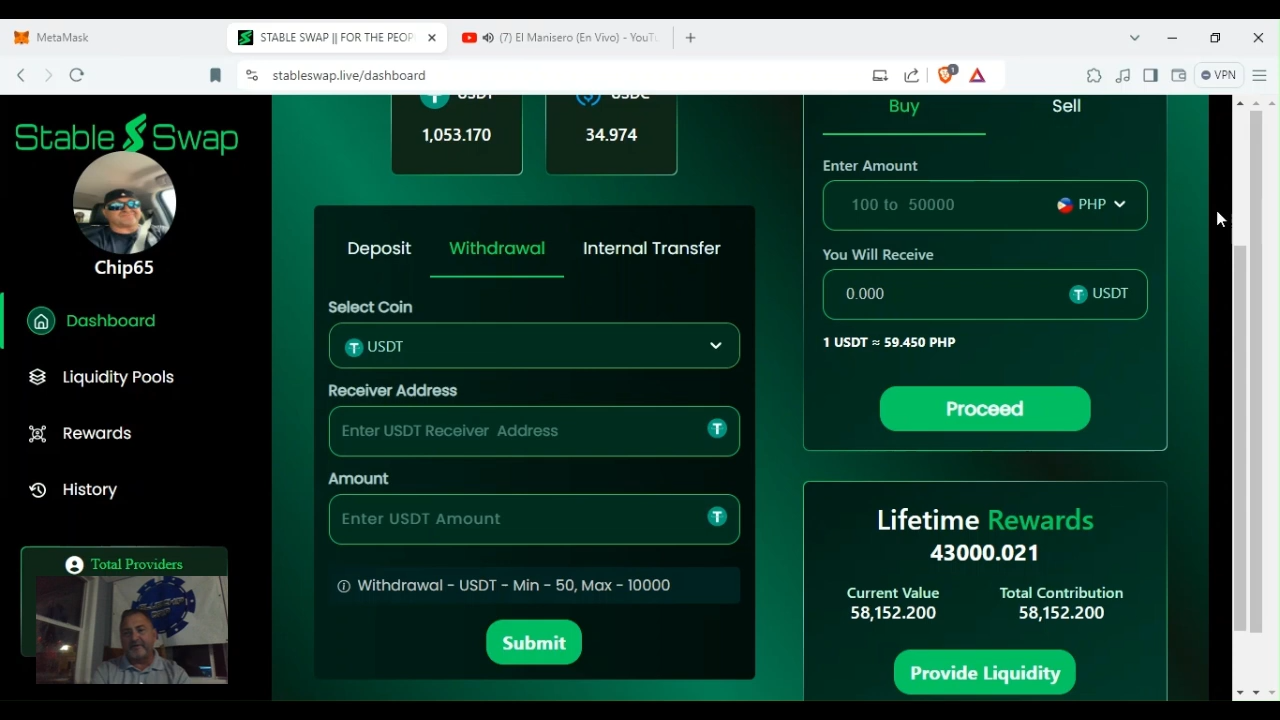 MetaMask
STABLE SWAP || FOR THE PEOP
(7) El Manisero (En Vivo) - YouTu
stableswap.live/dashboard
1
VPN
Stable Swap
Chip65
Dashboard
Liquidity Pools
Rewards
History
Total Providers
USDT
1,053.170
USDC
34.974
Deposit
Withdrawal
Internal Transfer
Select Coin
USDT
Receiver Address
Enter USDT Receiver Address
Amount
Enter USDT Amount
Withdrawal - USDT - Min - 50, Max - 10000
Submit
Buy
Sell
Enter Amount
100 to 50000
PHP
You Will Receive
0.000
USDT
1 USDT ≈ 59.450 PHP
Proceed
Lifetime Rewards
43000.021
Current Value
Total Contribution
58,152.200
58,152.200
Provide Liquidity